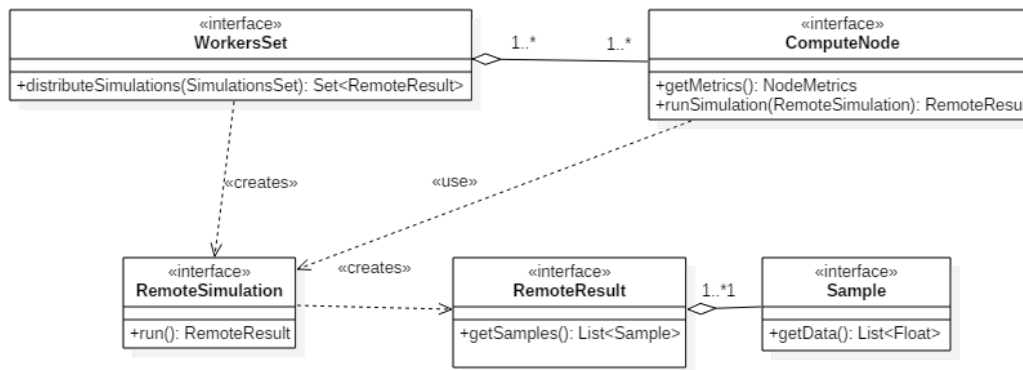 «interface»
WorkersSet
+distributeSimulations(SimulationsSet): Set<RemoteResult>
1..*
1..*
«interface»
ComputeNode
+getMetrics(): NodeMetrics
+runSimulation(RemoteSimulation): RemoteResul
«creates»
«use»
«interface»
RemoteSimulation
+run(): RemoteResult
«creates»
«interface»
RemoteResult
+getSamples(): List<Sample>
1..*1
«interface»
Sample
+getData(): List<Float>